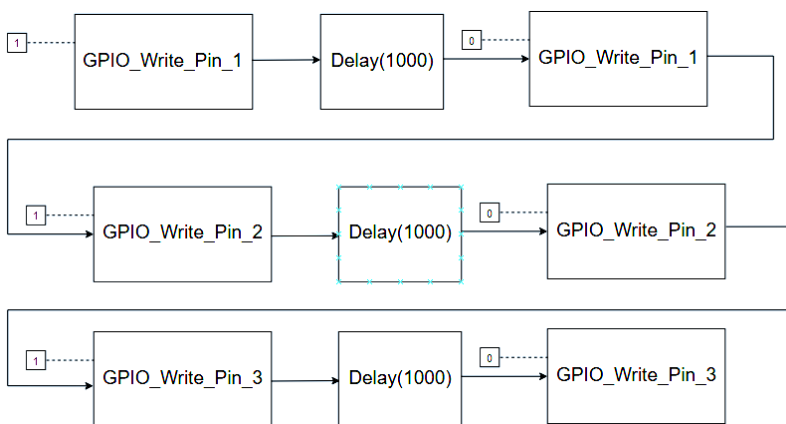 1
GPIO_Write_Pin_1
Delay(1000)
0
GPIO_Write_Pin_1
1
GPIO_Write_Pin_2
Delay(1000)
0
GPIO_Write_Pin_2
1
GPIO_Write_Pin_3
Delay(1000)
0
GPIO_Write_Pin_3